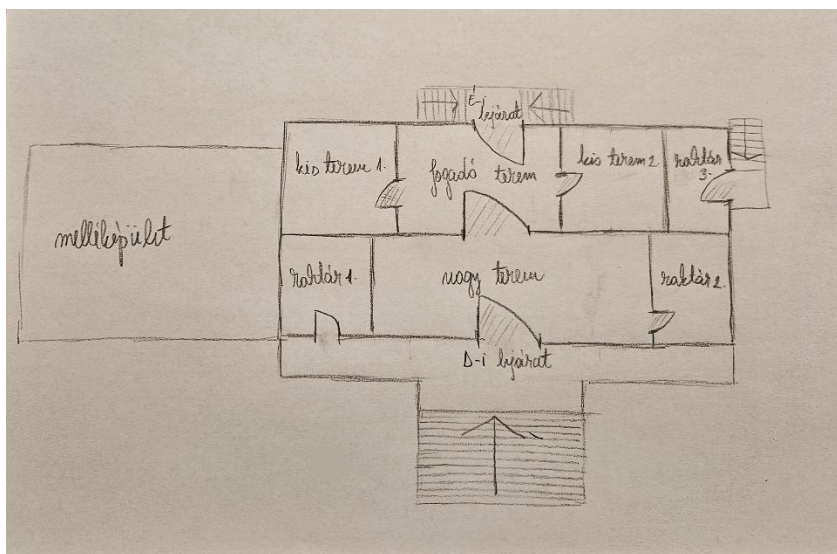 É-i
bejárat
kis terem 1.
fogadó terem
kis terem 2.
raktár
3.
melléképület
raktár 1.
nagy terem
raktár 2.
D-i bejárat